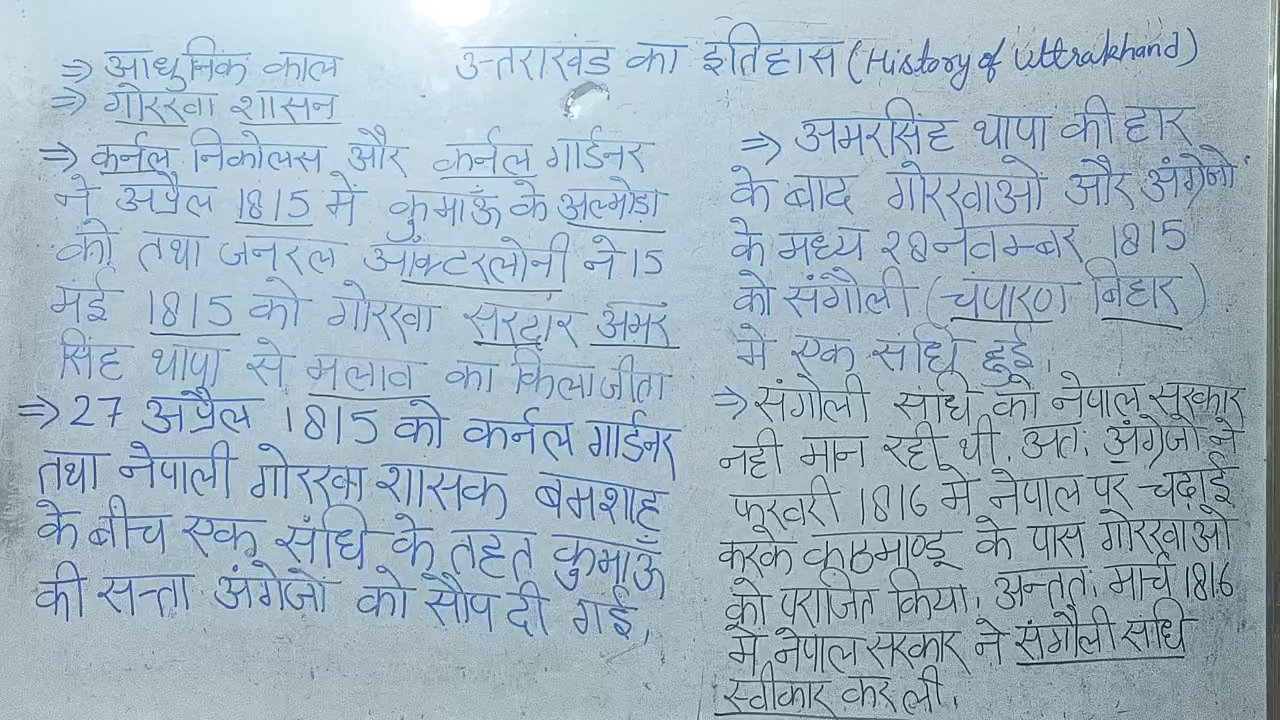 उत्तराखंड का इतिहास (History of Uttrakhand)
⇒ आधुनिक काल
⇒ गोरखा शासन
⇒ कर्नल निकोलस और कर्नल गार्डनर
ने अप्रैल 1815 में कुमाऊँ के अल्मोड़ा
को तथा जनरल ऑक्टरलोनी ने 15
मई 1815 को गोरखा सरदार अमर
सिंह थापा से मलाव का किला जीता
⇒ 27 अप्रैल 1815 को कर्नल गार्डनर
तथा नेपाली गोरखा शासक बमशाह
के बीच एक संधि के तहत कुमाऊँ
की सत्ता अंग्रेजों को सौप दी गई,
⇒ अमरसिंह थापा की हार
के बाद गोरखाओ और अंग्रेजो
के मध्य 28 नवम्बर 1815
को संगौली (चंपारण बिहार)
मे एक संधि हुई,
⇒ संगोली संधि को नेपाल सरकार
नही मान रही थी, अत, अंग्रेजो ने
फरवरी 1816 में नेपाल पर चढ़ाई
करके काठमाण्डू के पास गोरखाओ
को पराजित किया, अन्तत, मार्च 1816
में नेपाल सरकार ने संगौली संधि
स्वीकार कर ली,